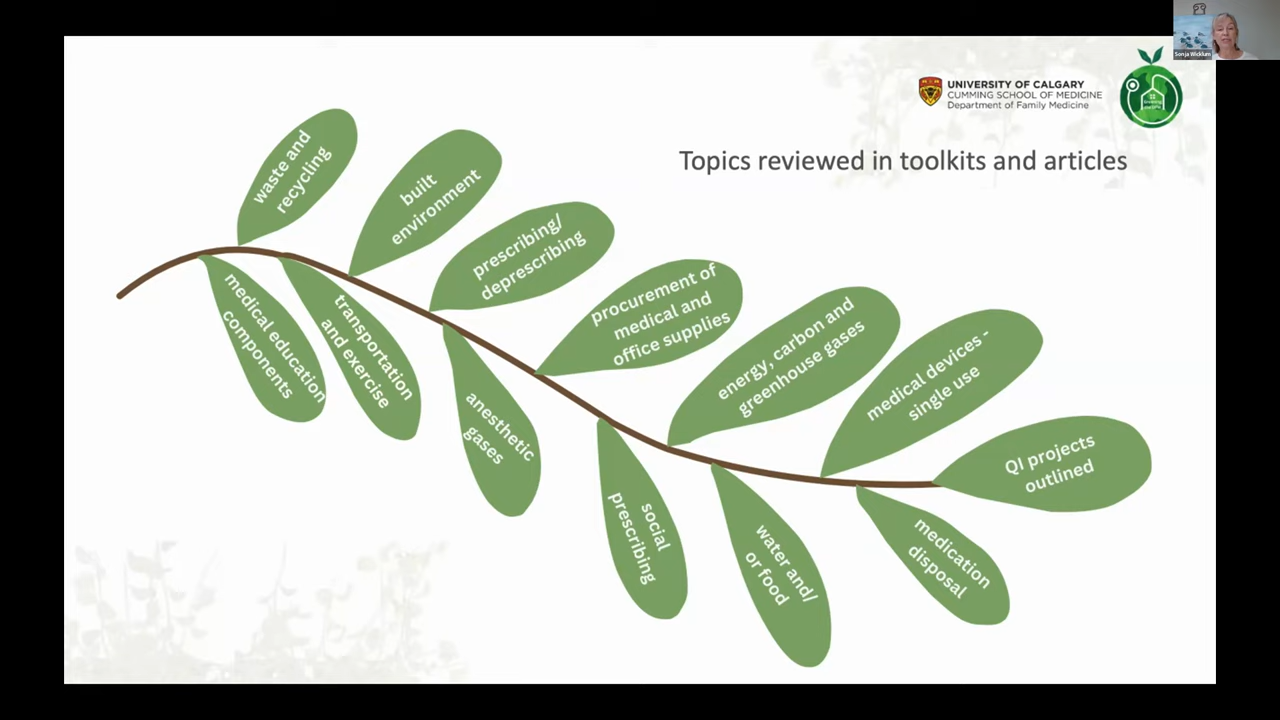 Sonja Wicklum
UNIVERSITY OF CALGARY
CUMMING SCHOOL OF MEDICINE
Department of Family Medicine
Topics reviewed in toolkits and articles
waste and
recycling
built
environment
prescribing/
deprescribing
procurement of
medical and
office supplies
energy, carbon and
greenhouse gases
medical devices -
single use
QI projects
outlined
medical education
components
transportation
and exercise
anesthetic
gases
social
prescribing
water and/
or food
medication
disposal